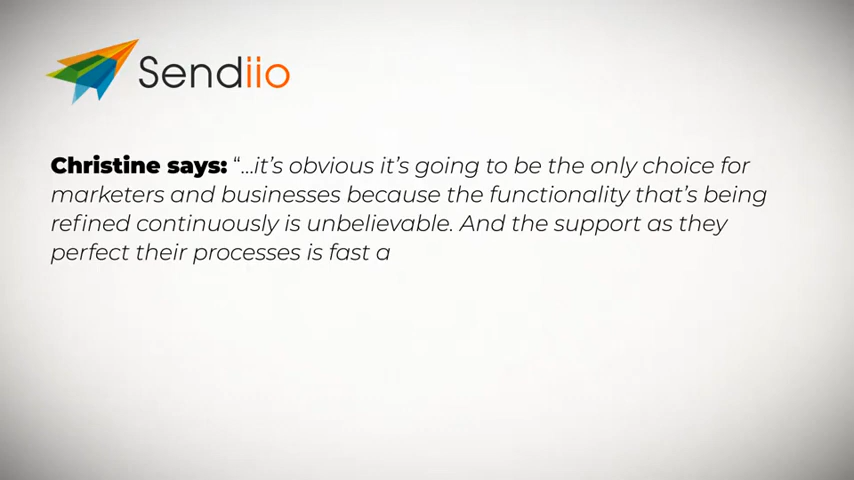 Sendiio
Christine says: “...it’s obvious it’s going to be the only choice for
marketers and businesses because the functionality that’s being
refined continuously is unbelievable. And the support as they
perfect their processes is fast a